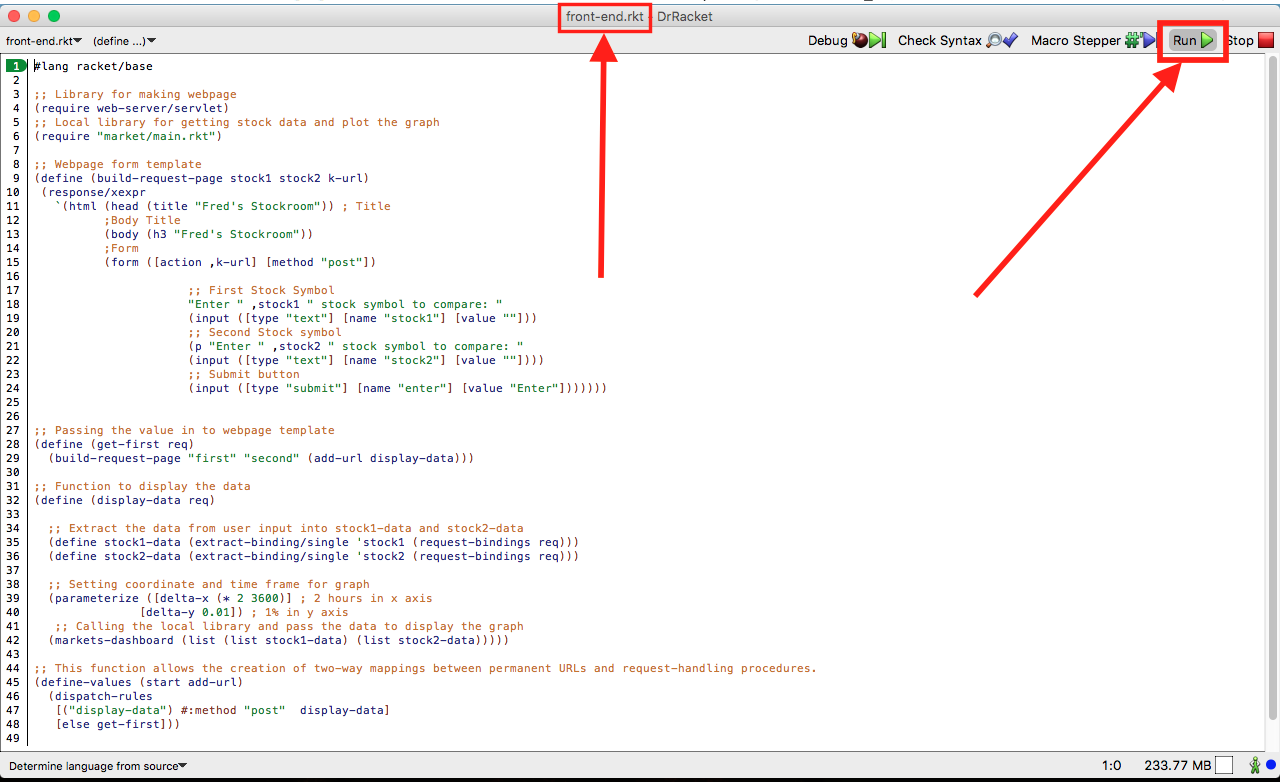 front-end.rkt - DrRacket
front-end.rkt (define ...) Debug Check Syntax Macro Stepper Run Stop
1 #lang racket/base
2
3 ;; Library for making webpage
4 (require web-server/servlet)
5 ;; Local library for getting stock data and plot the graph
6 (require "market/main.rkt")
7
8 ;; Webpage form template
9 (define (build-request-page stock1 stock2 k-url)
10 (response/xexpr
11 `(html (head (title "Fred's Stockroom")) ; Title
12 ;Body Title
13 (body (h3 "Fred's Stockroom"))
14 ;Form
15 (form ([action ,k-url] [method "post"])
16
17 ;; First Stock Symbol
18 "Enter " ,stock1 " stock symbol to compare: "
19 (input ([type "text"] [name "stock1"] [value ""]))
20 ;; Second Stock symbol
21 (p "Enter " ,stock2 " stock symbol to compare: "
22 (input ([type "text"] [name "stock2"] [value ""])))
23 ;; Submit button
24 (input ([type "submit"] [name "enter"] [value "Enter"]))))))
25
26
27 ;; Passing the value in to webpage template
28 (define (get-first req)
29 (build-request-page "first" "second" (add-url display-data)))
30
31 ;; Function to display the data
32 (define (display-data req)
33
34 ;; Extract the data from user input into stock1-data and stock2-data
35 (define stock1-data (extract-binding/single 'stock1 (request-bindings req)))
36 (define stock2-data (extract-binding/single 'stock2 (request-bindings req)))
37
38 ;; Setting coordinate and time frame for graph
39 (parameterize ([delta-x (* 2 3600)] ; 2 hours in x axis
40 [delta-y 0.01]) ; 1% in y axis
41 ;; Calling the local library and pass the data to display the graph
42 (markets-dashboard (list (list stock1-data) (list stock2-data)))))
43
44 ;; This function allows the creation of two-way mappings between permanent URLs and request-handling procedures.
45 (define-values (start add-url)
46 (dispatch-rules
47 [("display-data") #:method "post" display-data]
48 [else get-first]))
49
Determine language from source 1:0 233.77 MB